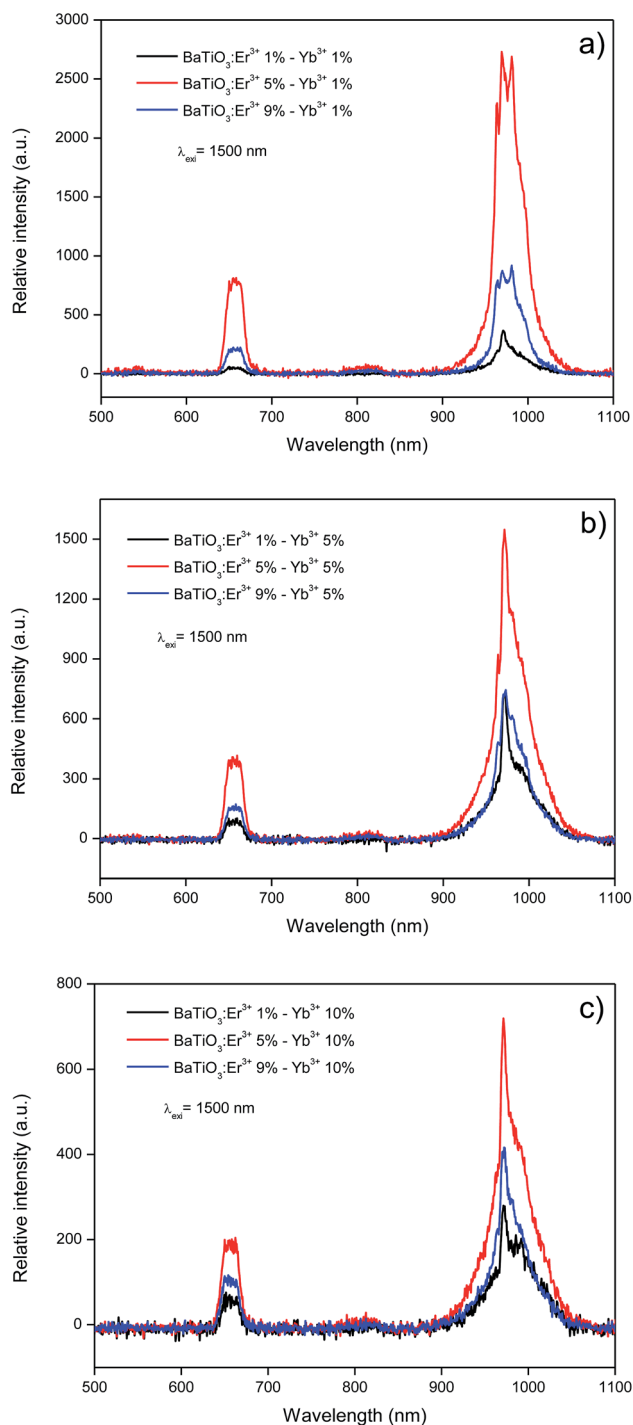 a)
BaTiO₃:Er³⁺ 1% - Yb³⁺ 1%
BaTiO₃:Er³⁺ 5% - Yb³⁺ 1%
BaTiO₃:Er³⁺ 9% - Yb³⁺ 1%
λexi= 1500 nm
Relative intensity (a.u.)
3000
2500
2000
1500
1000
500
0
500 600 700 800 900 1000 1100
Wavelength (nm)
b)
BaTiO₃:Er³⁺ 1% - Yb³⁺ 5%
BaTiO₃:Er³⁺ 5% - Yb³⁺ 5%
BaTiO₃:Er³⁺ 9% - Yb³⁺ 5%
λexi= 1500 nm
Relative intensity (a.u.)
1500
1200
900
600
300
0
500 600 700 800 900 1000 1100
Wavelength (nm)
c)
BaTiO₃:Er³⁺ 1% - Yb³⁺ 10%
BaTiO₃:Er³⁺ 5% - Yb³⁺ 10%
BaTiO₃:Er³⁺ 9% - Yb³⁺ 10%
λexi= 1500 nm
Relative intensity (a.u.)
800
600
400
200
0
500 600 700 800 900 1000 1100
Wavelength (nm)